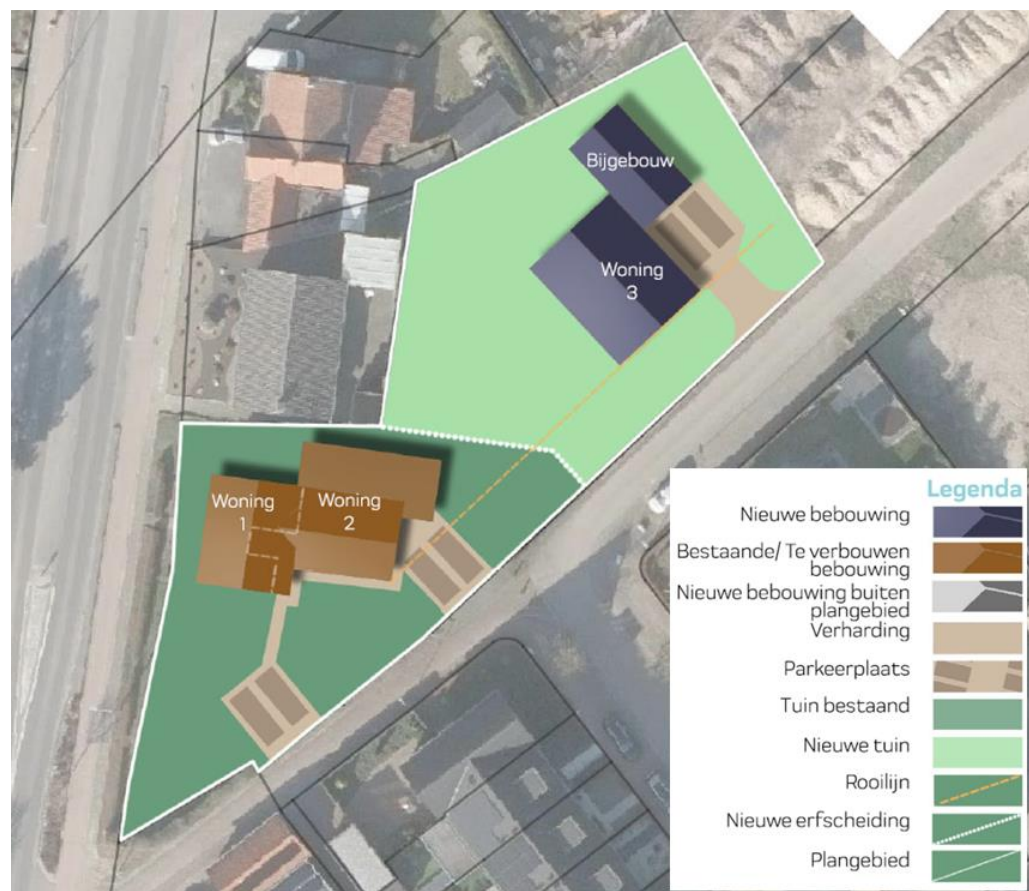 Bijgebouw
Woning
3
Woning
1
Woning
2
Legenda
Nieuwe bebouwing
Bestaande/ Te verbouwen
bebouwing
Nieuwe bebouwing buiten
plangebied
Verharding
Parkeerplaats
Tuin bestaand
Nieuwe tuin
Rooilijn
Nieuwe erfscheiding
Plangebied